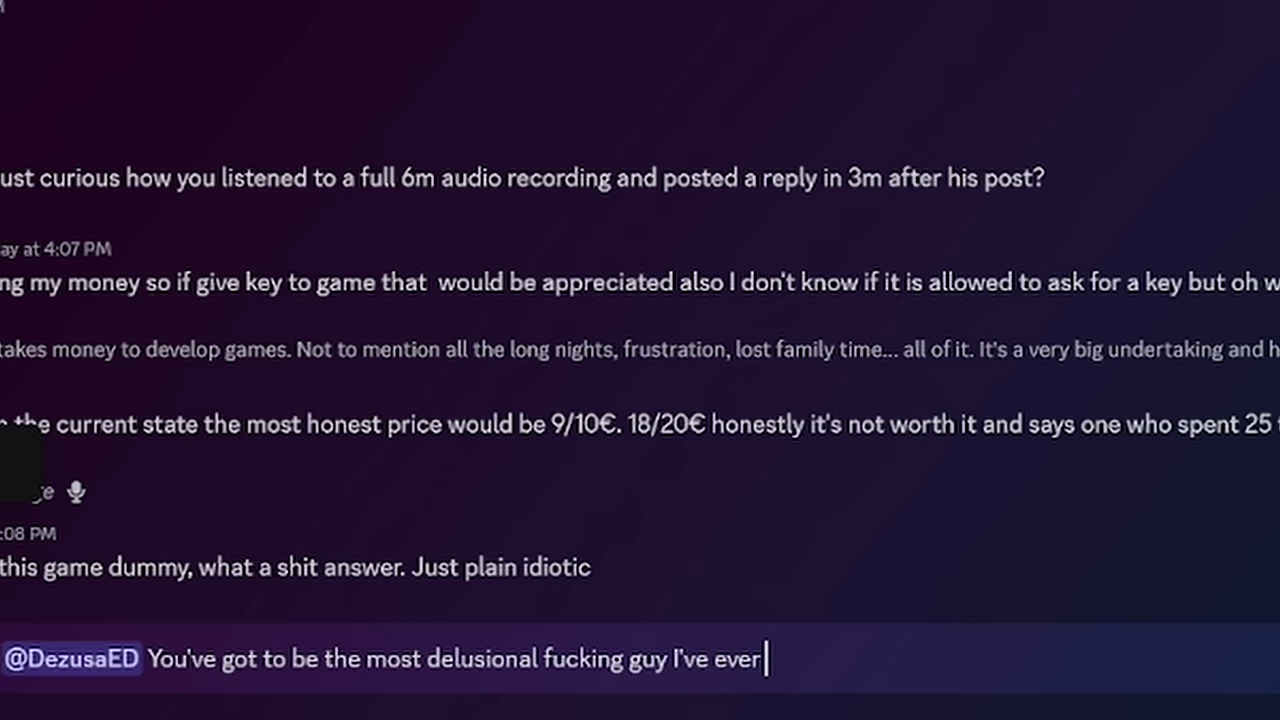 ust curious how you listened to a full 6m audio recording and posted a reply in 3m after his post?
ay at 4:07 PM
ng my money so if give key to game that would be appreciated also I don't know if it is allowed to ask for a key but oh w
takes money to develop games. Not to mention all the long nights, frustration, lost family time... all of it. It's a very big undertaking and h
the current state the most honest price would be 9/10€. 18/20€ honestly it's not worth it and says one who spent 25
:08 PM
this game dummy, what a shit answer. Just plain idiotic
@DezusaED You've got to be the most delusional fucking guy I've ever